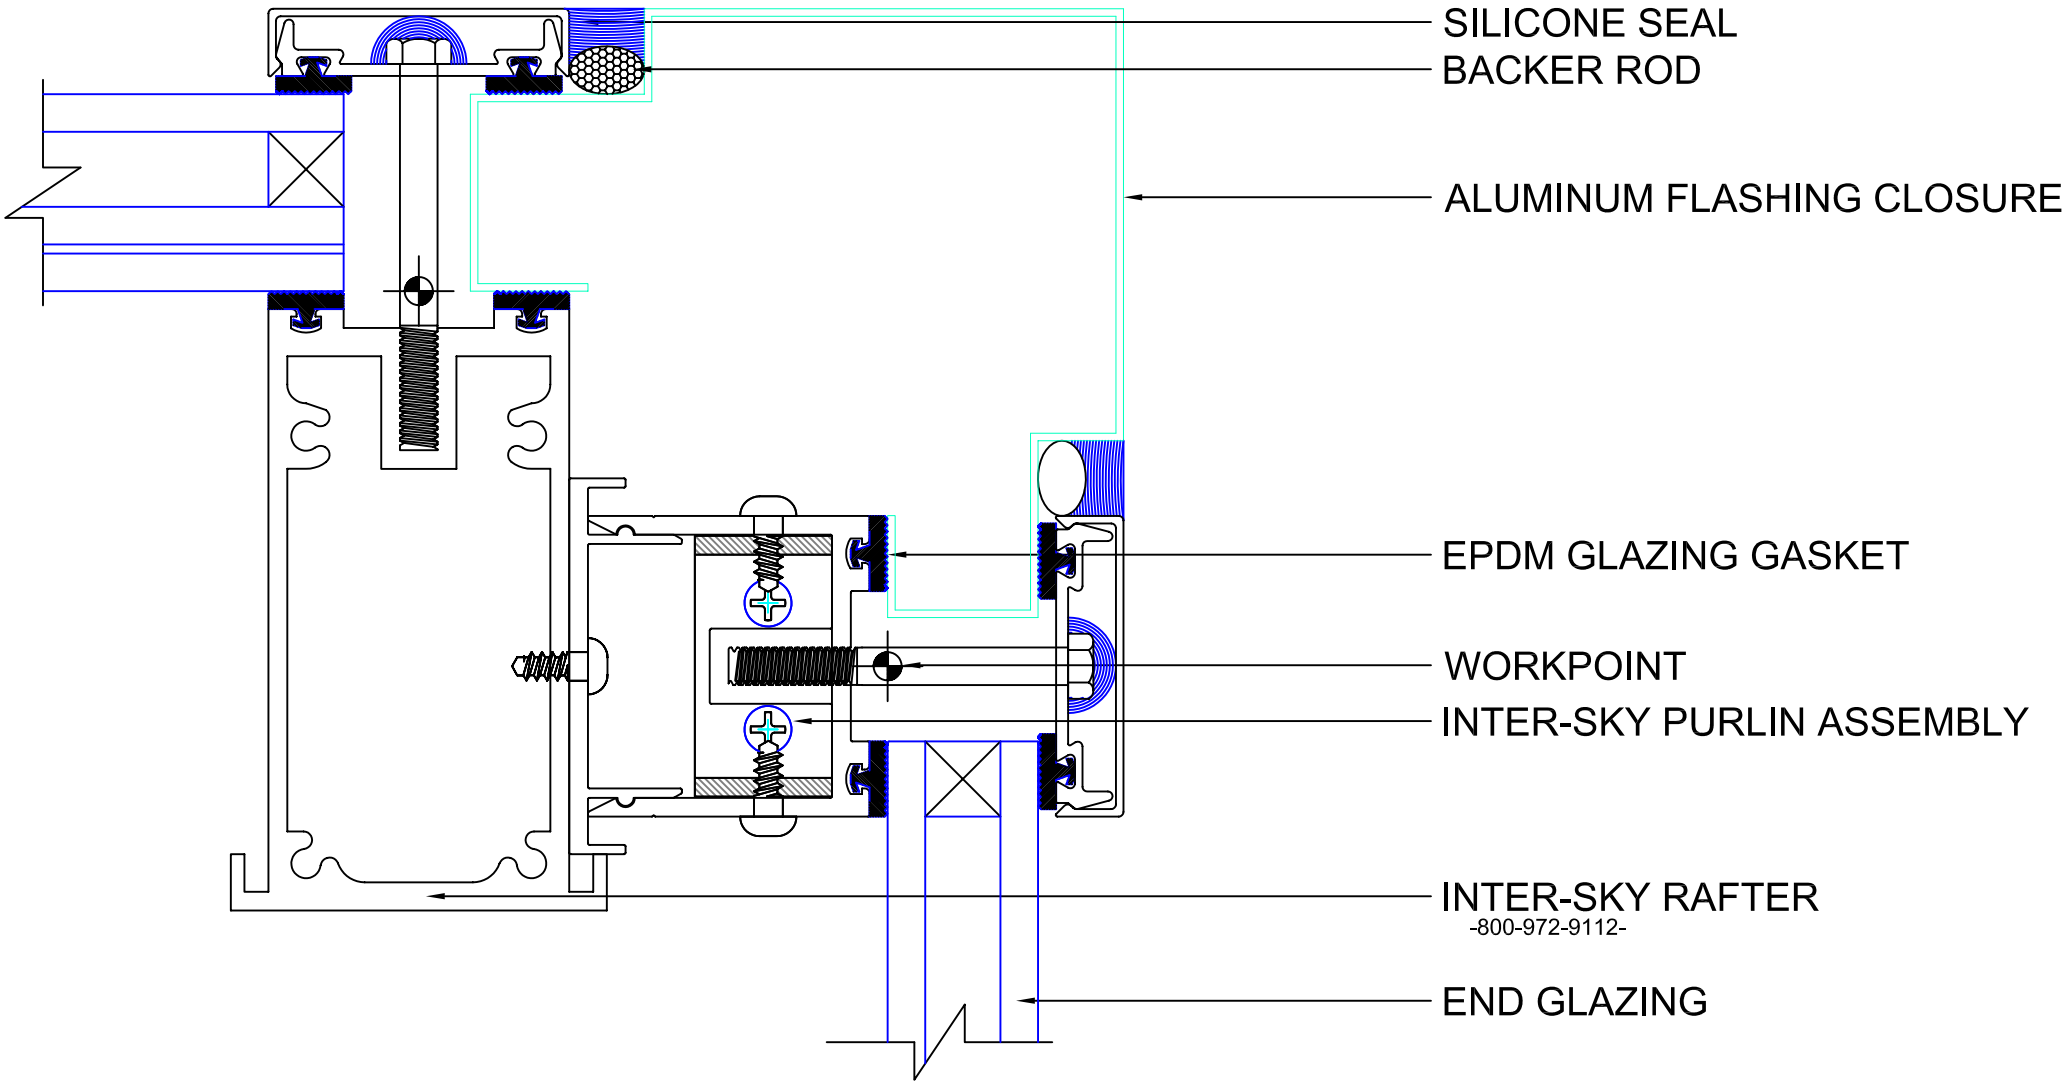 SILICONE SEAL
BACKER ROD
ALUMINUM FLASHING CLOSURE
EPDM GLAZING GASKET
WORKPOINT
INTER-SKY PURLIN ASSEMBLY
INTER-SKY RAFTER
-800-972-9112-
END GLAZING